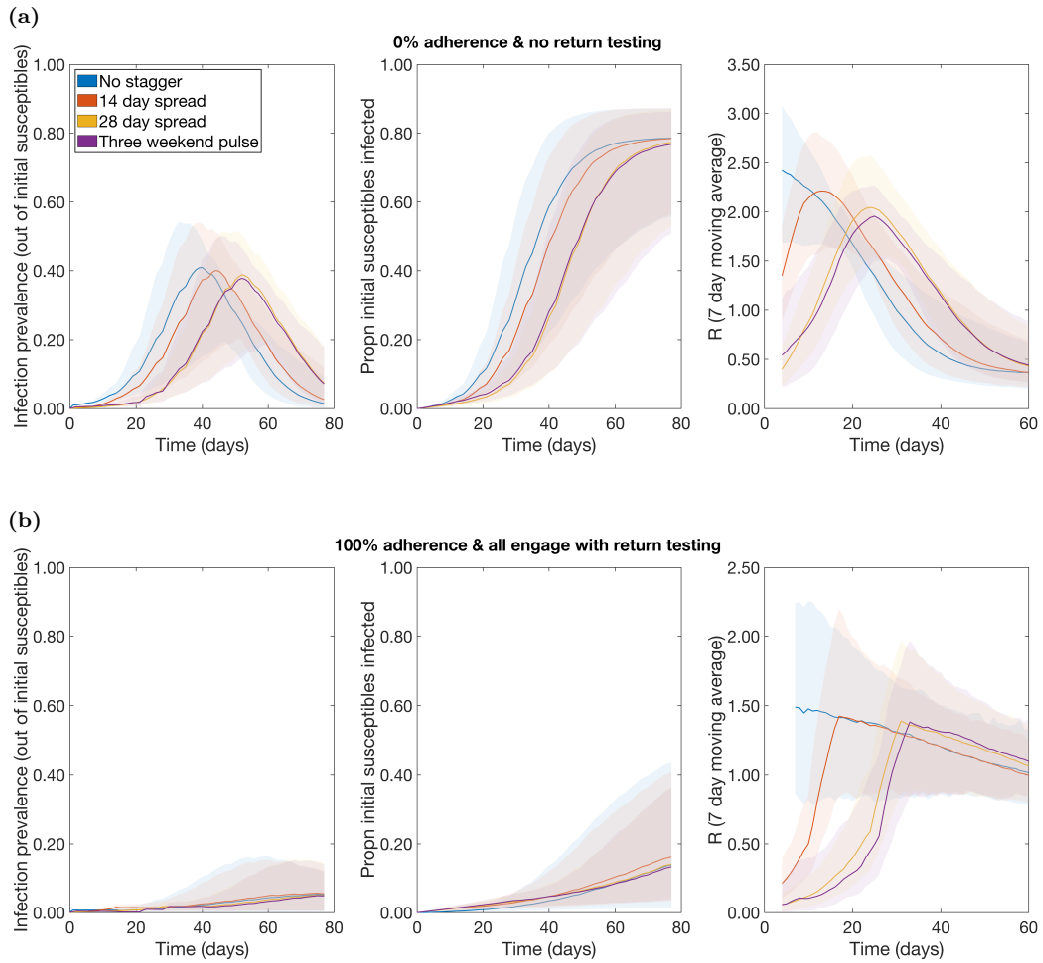 (a)
0% adherence & no return testing
Infection prevalence (out of initial susceptibles)
1.00
0.80
0.60
0.40
0.20
0.00
No stagger
14 day spread
28 day spread
Three weekend pulse
0 20 40 60 80
Time (days)
Propn initial susceptibles infected
1.00
0.80
0.60
0.40
0.20
0.00
0 20 40 60 80
Time (days)
R (7 day moving average)
3.50
3.00
2.50
2.00
1.50
1.00
0.50
0.00
0 20 40 60
Time (days)
(b)
100% adherence & all engage with return testing
Infection prevalence (out of initial susceptibles)
1.00
0.80
0.60
0.40
0.20
0.00
0 20 40 60 80
Time (days)
Propn initial susceptibles infected
1.00
0.80
0.60
0.40
0.20
0.00
0 20 40 60 80
Time (days)
R (7 day moving average)
2.50
2.00
1.50
1.00
0.50
0.00
0 20 40 60
Time (days)